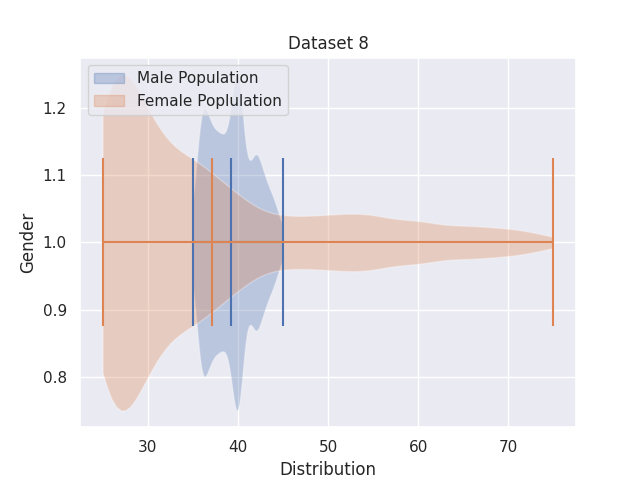 Dataset 8
Male Population
Female Poplulation
1.2
1.1
1.0
0.9
0.8
Gender
30 40 50 60 70
Distribution